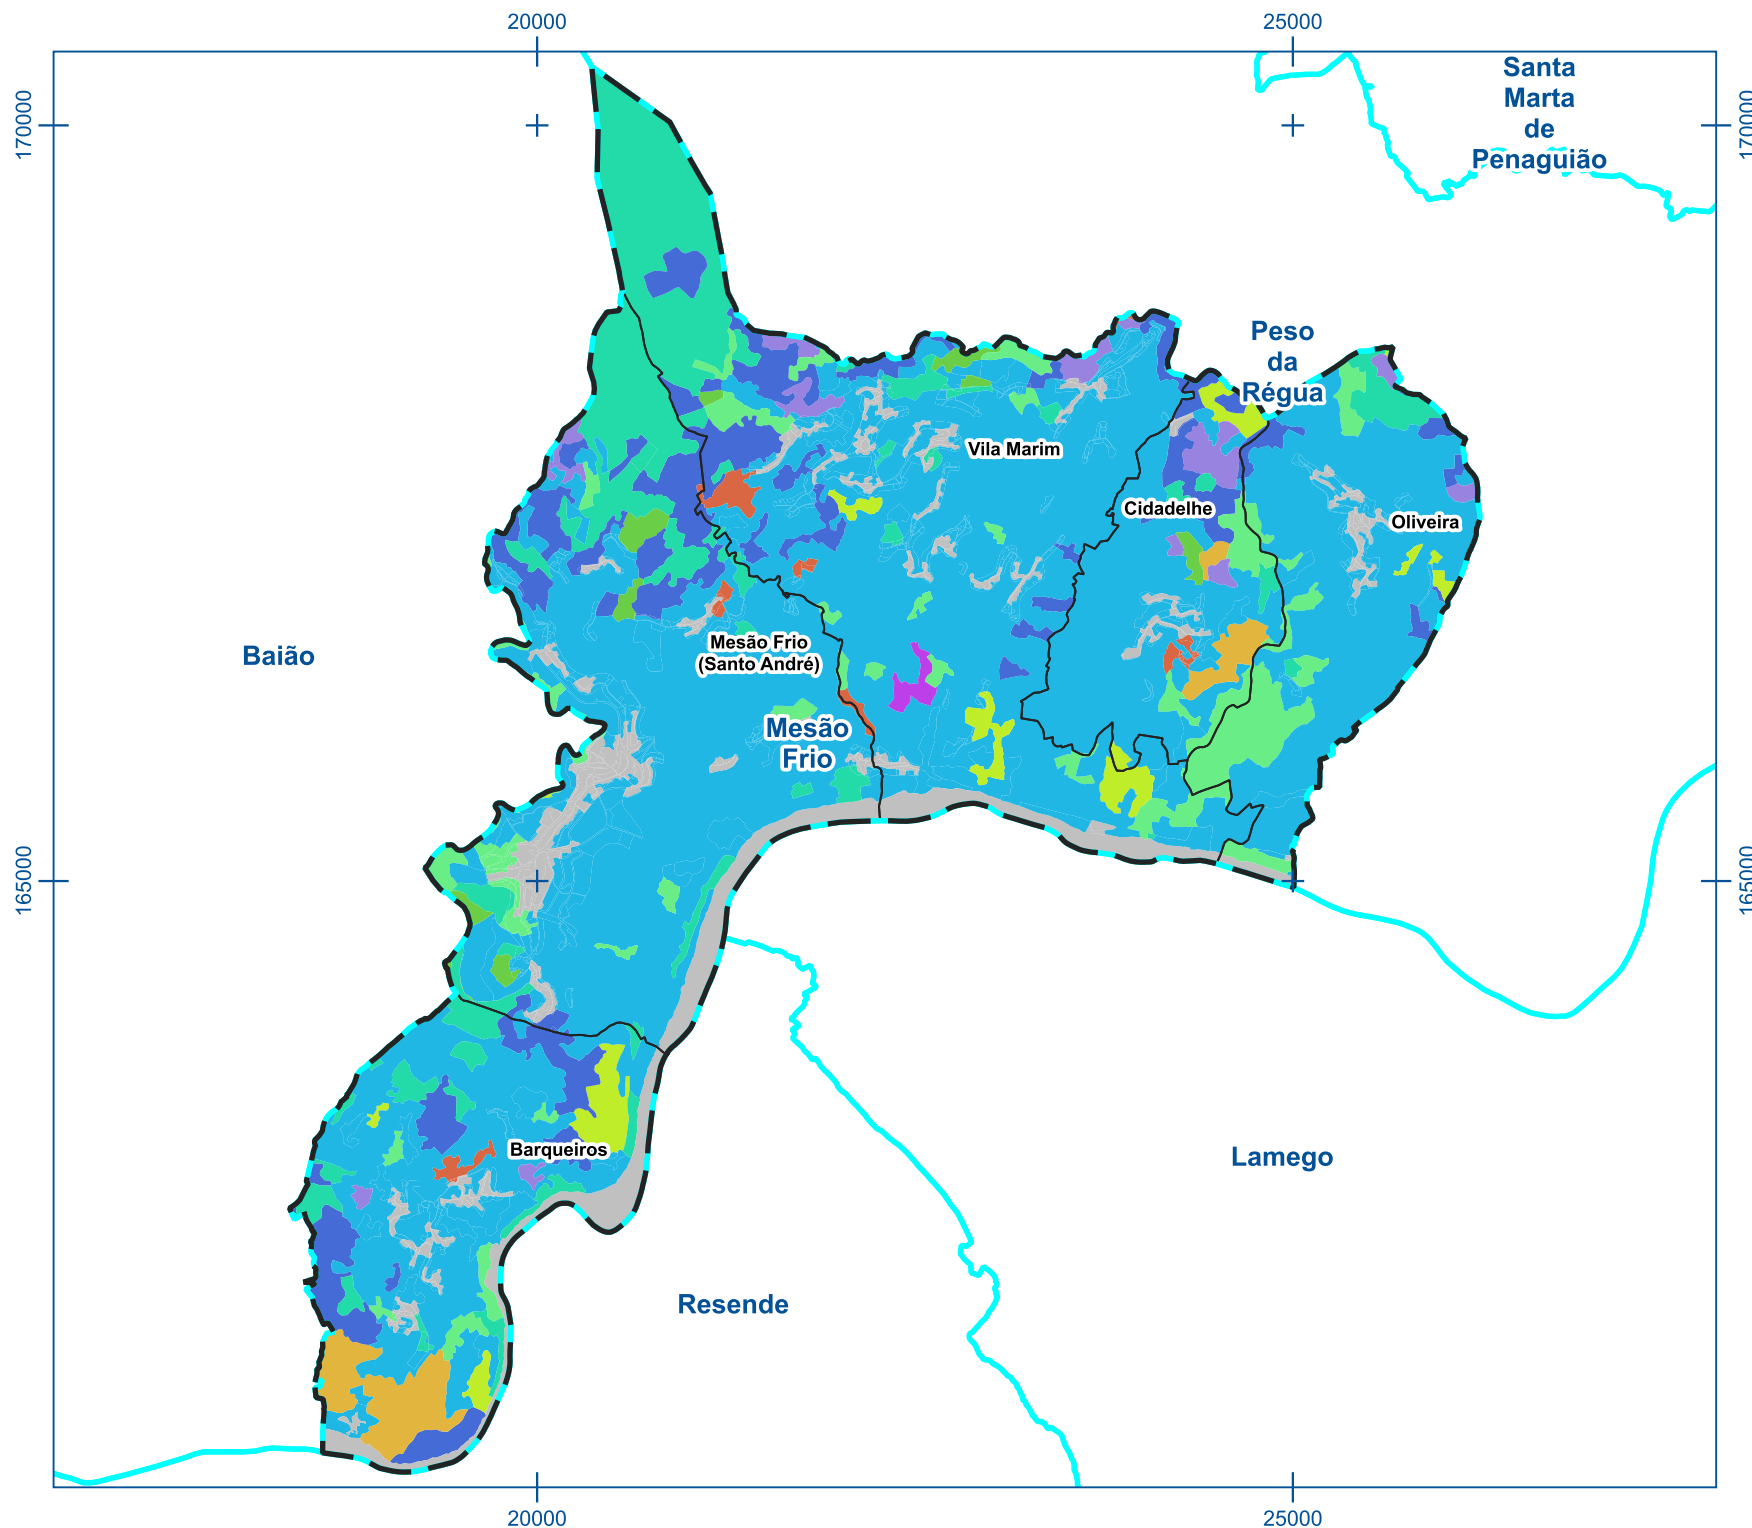 20000
25000
Santa
Marta
de
Penaguião
170000
170000
Peso
da
Régua
Vila Marim
Cidadelhe
Oliveira
Mesão Frio
(Santo André)
Baião
Mesão
Frio
165000
165000
Barqueiros
Lamego
Resende
20000
25000